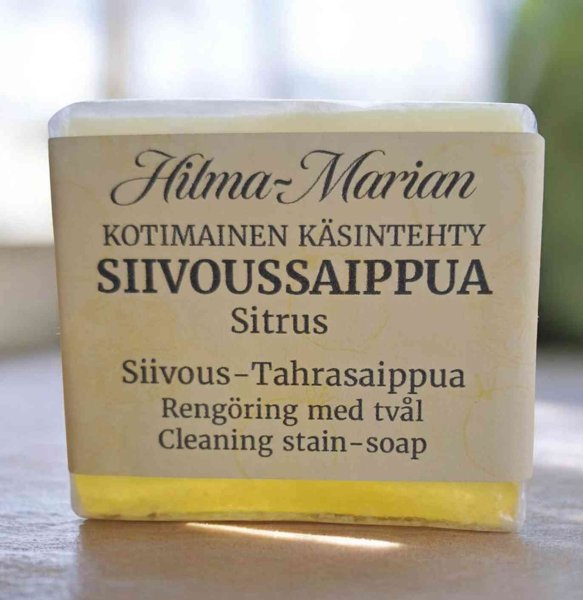 Hilma-Marian
KOTIMAINEN KÄSINTEHTY
SIIVOUSSAIPPUA
Sitrus
Siivous-Tahrasaippua
Rengöring med tvål
Cleaning stain-soap